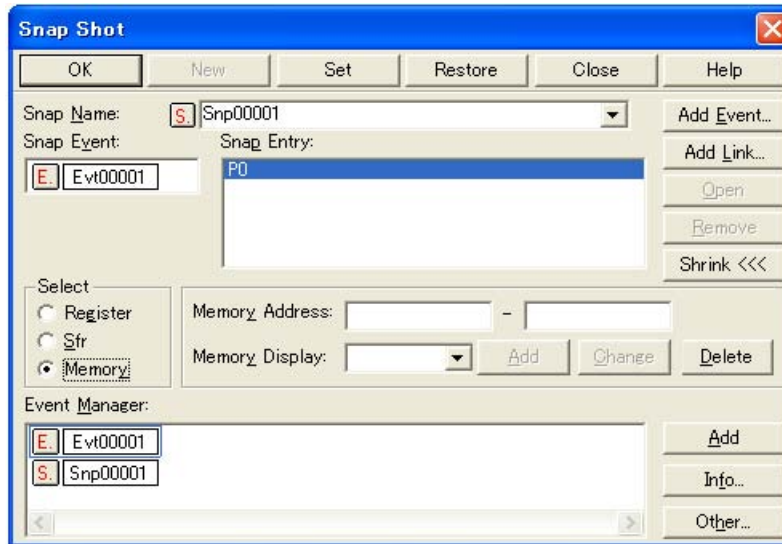 Snap Shot
OK New Set Restore Close Help
Snap Name: S. Snp00001 Add Event...
Snap Event: Snap Entry: Add Link...
E. Evt00001 P0 Open
Remove
Shrink <<<
Select
Register Memory Address: -
Sfr
Memory Memory Display: Add Change Delete
Event Manager:
E. Evt00001 Add
S. Snp00001 Info...
Other...